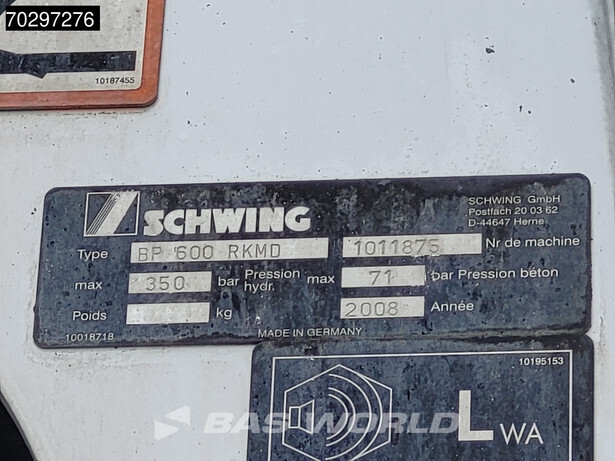 70297276
10187455
SCHWING
SCHWING GmbH
Postfach 20 03 62
D-44647 Herne
Type BP 600 RKMD 1011875 Nr de machine
max 350 bar Pression hydr. max 71 bar Pression béton
Poids kg 2008 Année
10018718 MADE IN GERMANY
10195153
LWA
BAS WORLD